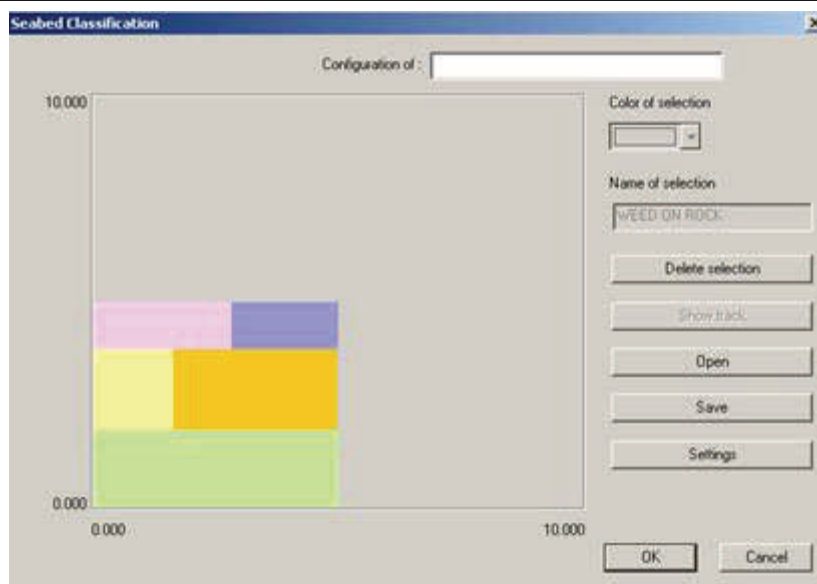 Seabed Classification
Configuration of :
10.000
Color of selection
Name of selection
WEED ON ROCK
Delete selection
Show track
Open
Save
Settings
0.000
0.000 10.000
OK Cancel